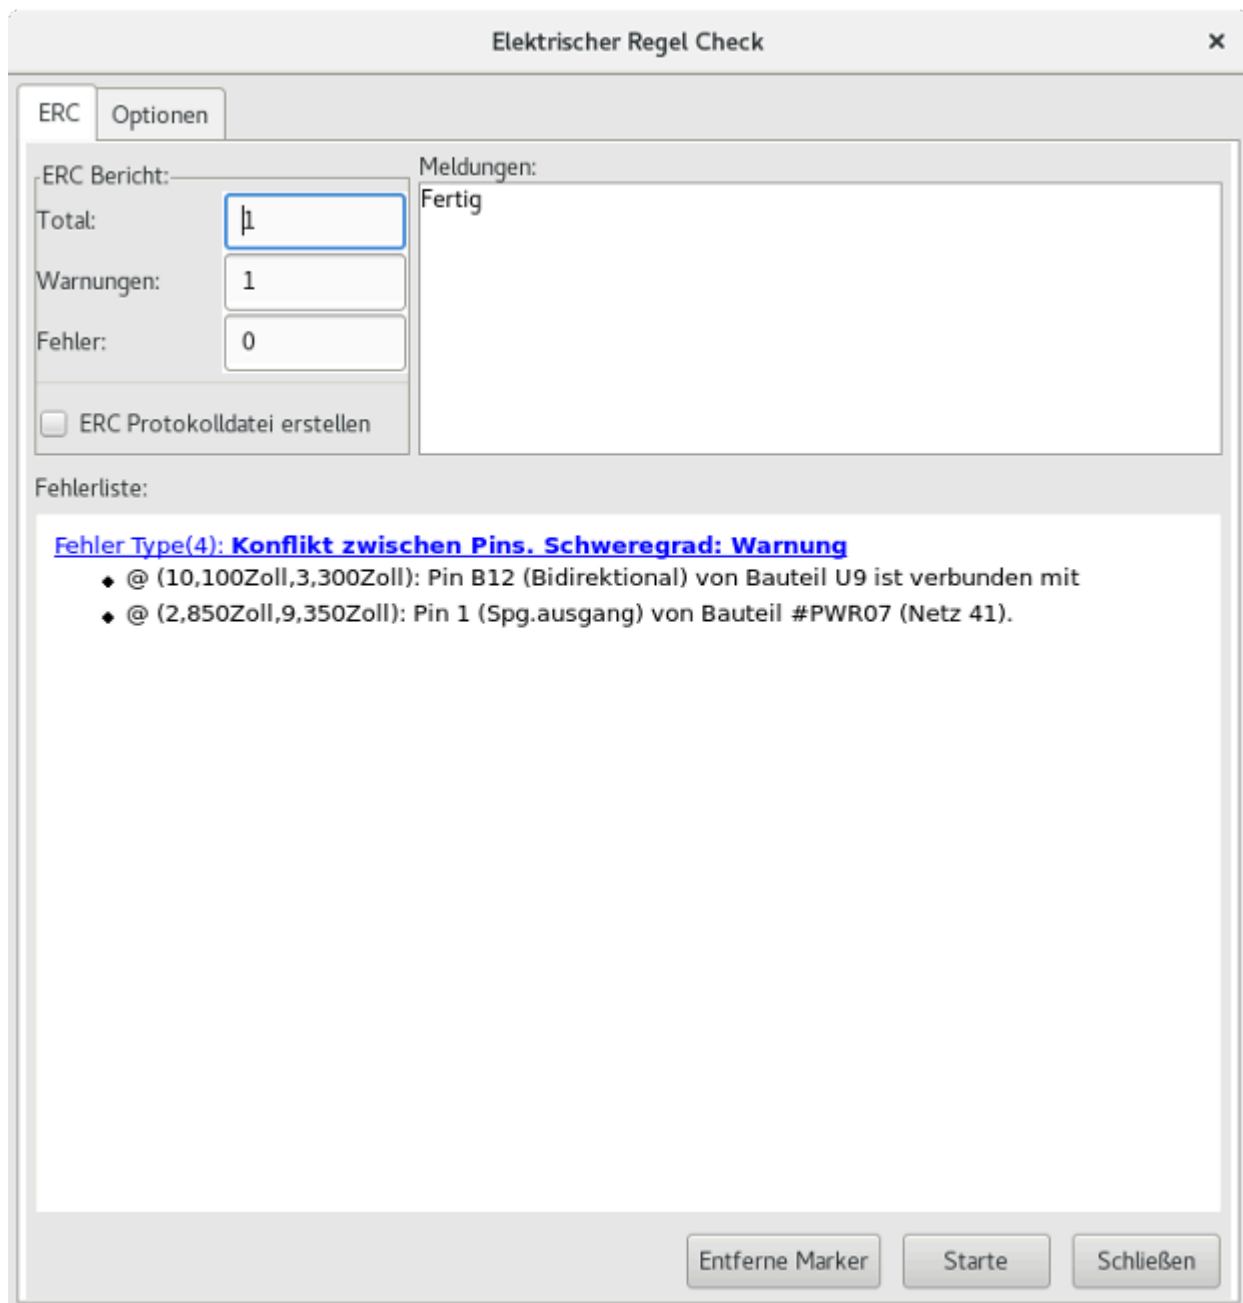 Elektrischer Regel Check
ERC
Optionen
ERC Bericht:
Total:
1
Warnungen:
1
Fehler:
0
ERC Protokolldatei erstellen
Meldungen:
Fertig
Fehlerliste:
Fehler Type(4): Konflikt zwischen Pins. Schweregrad: Warnung
@ (10,100Zoll,3,300Zoll): Pin B12 (Bidirektional) von Bauteil U9 ist verbunden mit
@ (2,850Zoll,9,350Zoll): Pin 1 (Spg.ausgang) von Bauteil #PWR07 (Netz 41).
Entferne Marker
Starte
Schließen